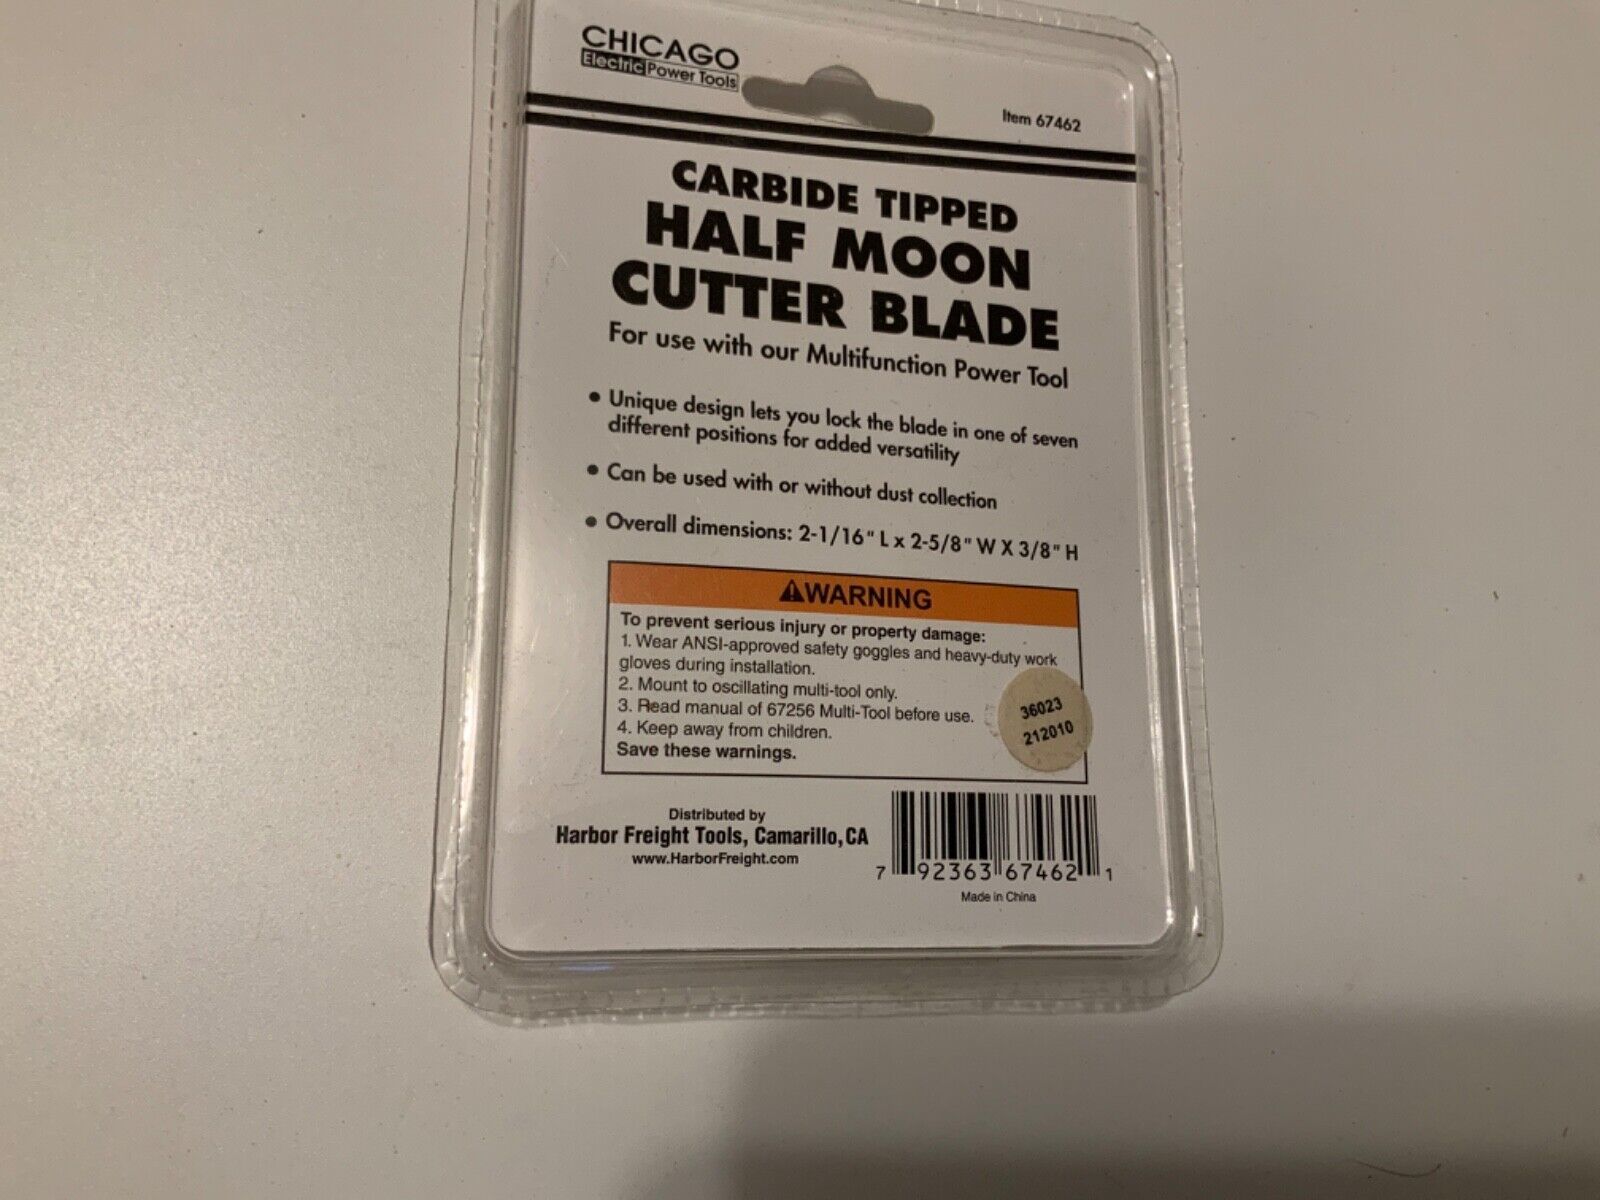 CHICAGO
Electric Power Tools
Item 67462
CARBIDE TIPPED
HALF MOON
CUTTER BLADE
For use with our Multifunction Power Tool
• Unique design lets you lock the blade in one of seven
different positions for added versatility
• Can be used with or without dust collection
• Overall dimensions: 2-1/16" L x 2-5/8" W X 3/8" H
⚠WARNING
To prevent serious injury or property damage:
1. Wear ANSI-approved safety goggles and heavy-duty work
gloves during installation.
2. Mount to oscillating multi-tool only.
3. Read manual of 67256 Multi-Tool before use.
4. Keep away from children.
Save these warnings.
36023
212010
Distributed by
Harbor Freight Tools, Camarillo, CA
www.HarborFreight.com
7 92363 67462 1
Made in China